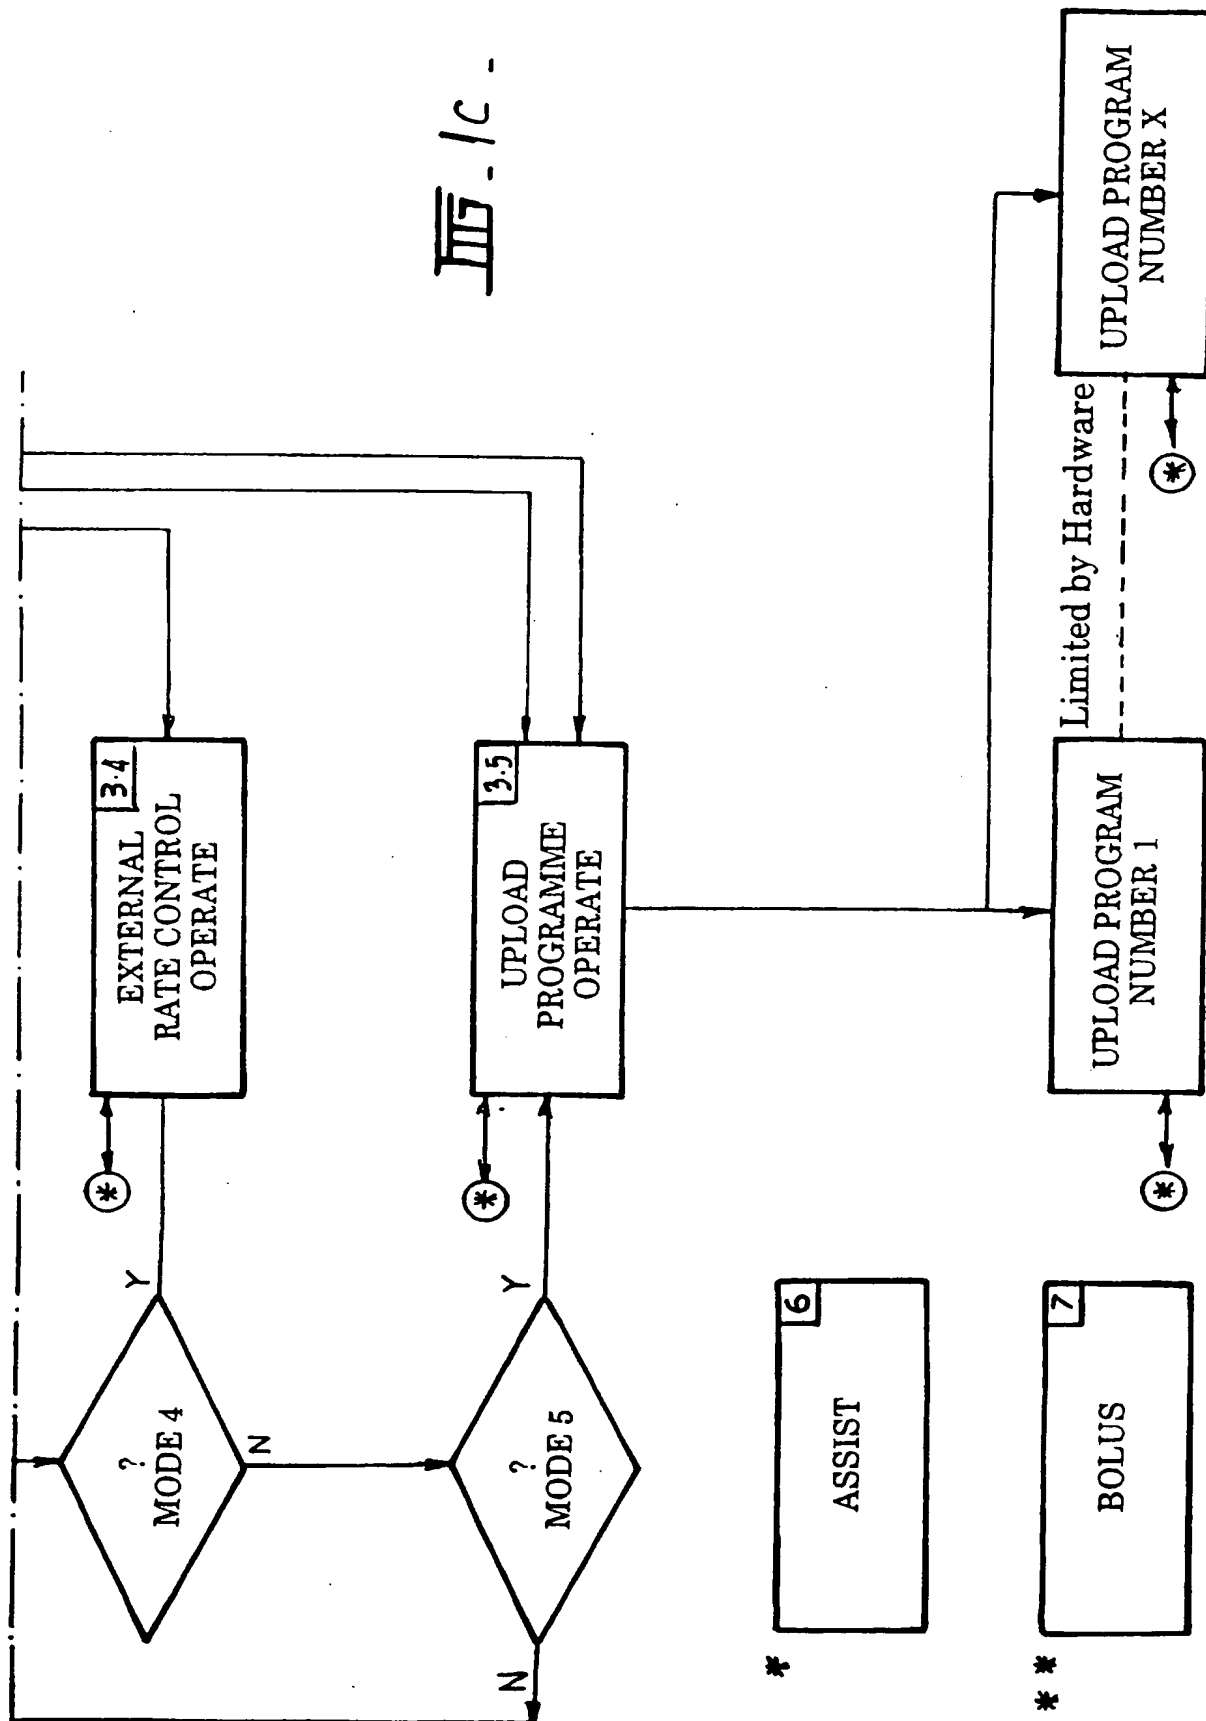 ?
MODE 4
Y
N
*
3.4
EXTERNAL
RATE CONTROL
OPERATE
FIG-1C-
?
MODE 5
Y
N
*
3.5
UPLOAD
PROGRAMME
OPERATE
*
6
ASSIST
**
7
BOLUS
*
UPLOAD PROGRAM
NUMBER 1
Limited by Hardware
*
UPLOAD PROGRAM
NUMBER X